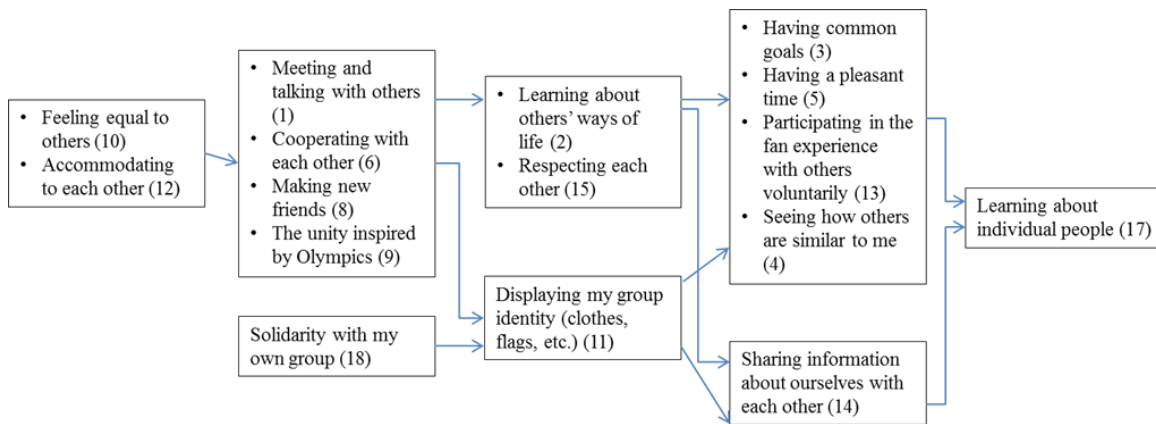 • Feeling equal to
others (10)
• Accommodating
to each other (12)
• Meeting and
talking with others
(1)
• Cooperating with
each other (6)
• Making new
friends (8)
• The unity inspired
by Olympics (9)
Solidarity with my
own group (18)
• Learning about
others’ ways of
life (2)
• Respecting each
other (15)
Displaying my group
identity (clothes,
flags, etc.) (11)
• Having common
goals (3)
• Having a pleasant
time (5)
• Participating in the
fan experience
with others
voluntarily (13)
• Seeing how others
are similar to me
(4)
Sharing information
about ourselves with
each other (14)
Learning about
individual people (17)